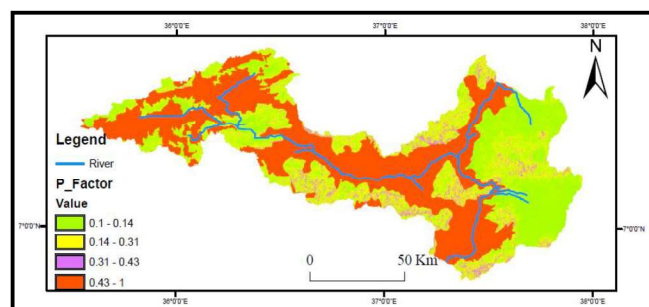 36°0'0"E 37°0'0"E 38°0'0"E
N
Legend
River
P_Factor
Value
0.1 - 0.14
0.14 - 0.31
0.31 - 0.43
0.43 - 1
7°0'0"N 7°0'0"N
0 50 Km
36°0'0"E 37°0'0"E 38°0'0"E